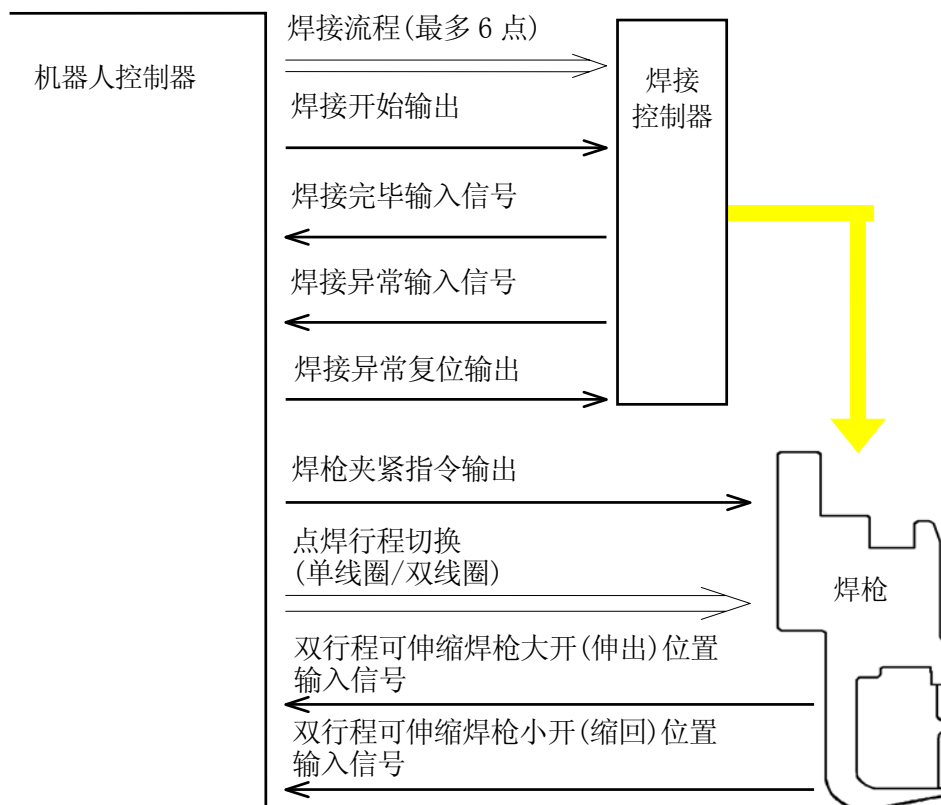 焊接流程(最多 6 点)
机器人控制器
焊接
控制器
焊接开始输出
焊接完毕输入信号
焊接异常输入信号
焊接异常复位输出
焊枪夹紧指令输出
点焊行程切换
(单线圈/双线圈)
焊枪
双行程可伸缩焊枪大开(伸出)位置
输入信号
双行程可伸缩焊枪小开(缩回)位置
输入信号